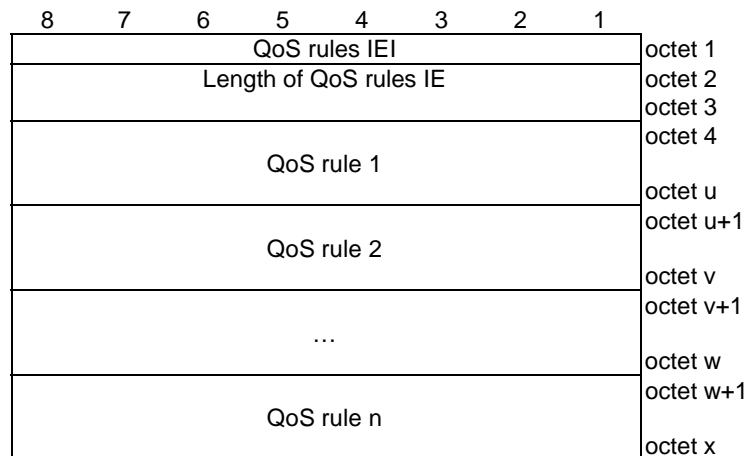 8 7 6 5 4 3 2 1
QoS rules IEI octet 1
Length of QoS rules IE octet 2
octet 3
octet 4
QoS rule 1
octet u
octet u+1
QoS rule 2
octet v
octet v+1
…
octet w
octet w+1
QoS rule n
octet x